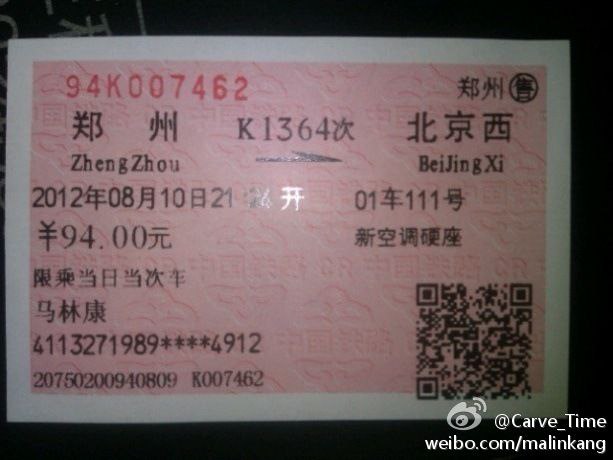 94K007462 郑州 售
郑 州 K1364次 北京西
ZhengZhou BeiJingXi
2012年08月10日21:24开 01车111号
¥94.00元 新空调硬座
限乘当日当次车
马林康
4113271989****4912
20750200940809 K007462
@Carve_Time
weibo.com/malinkang